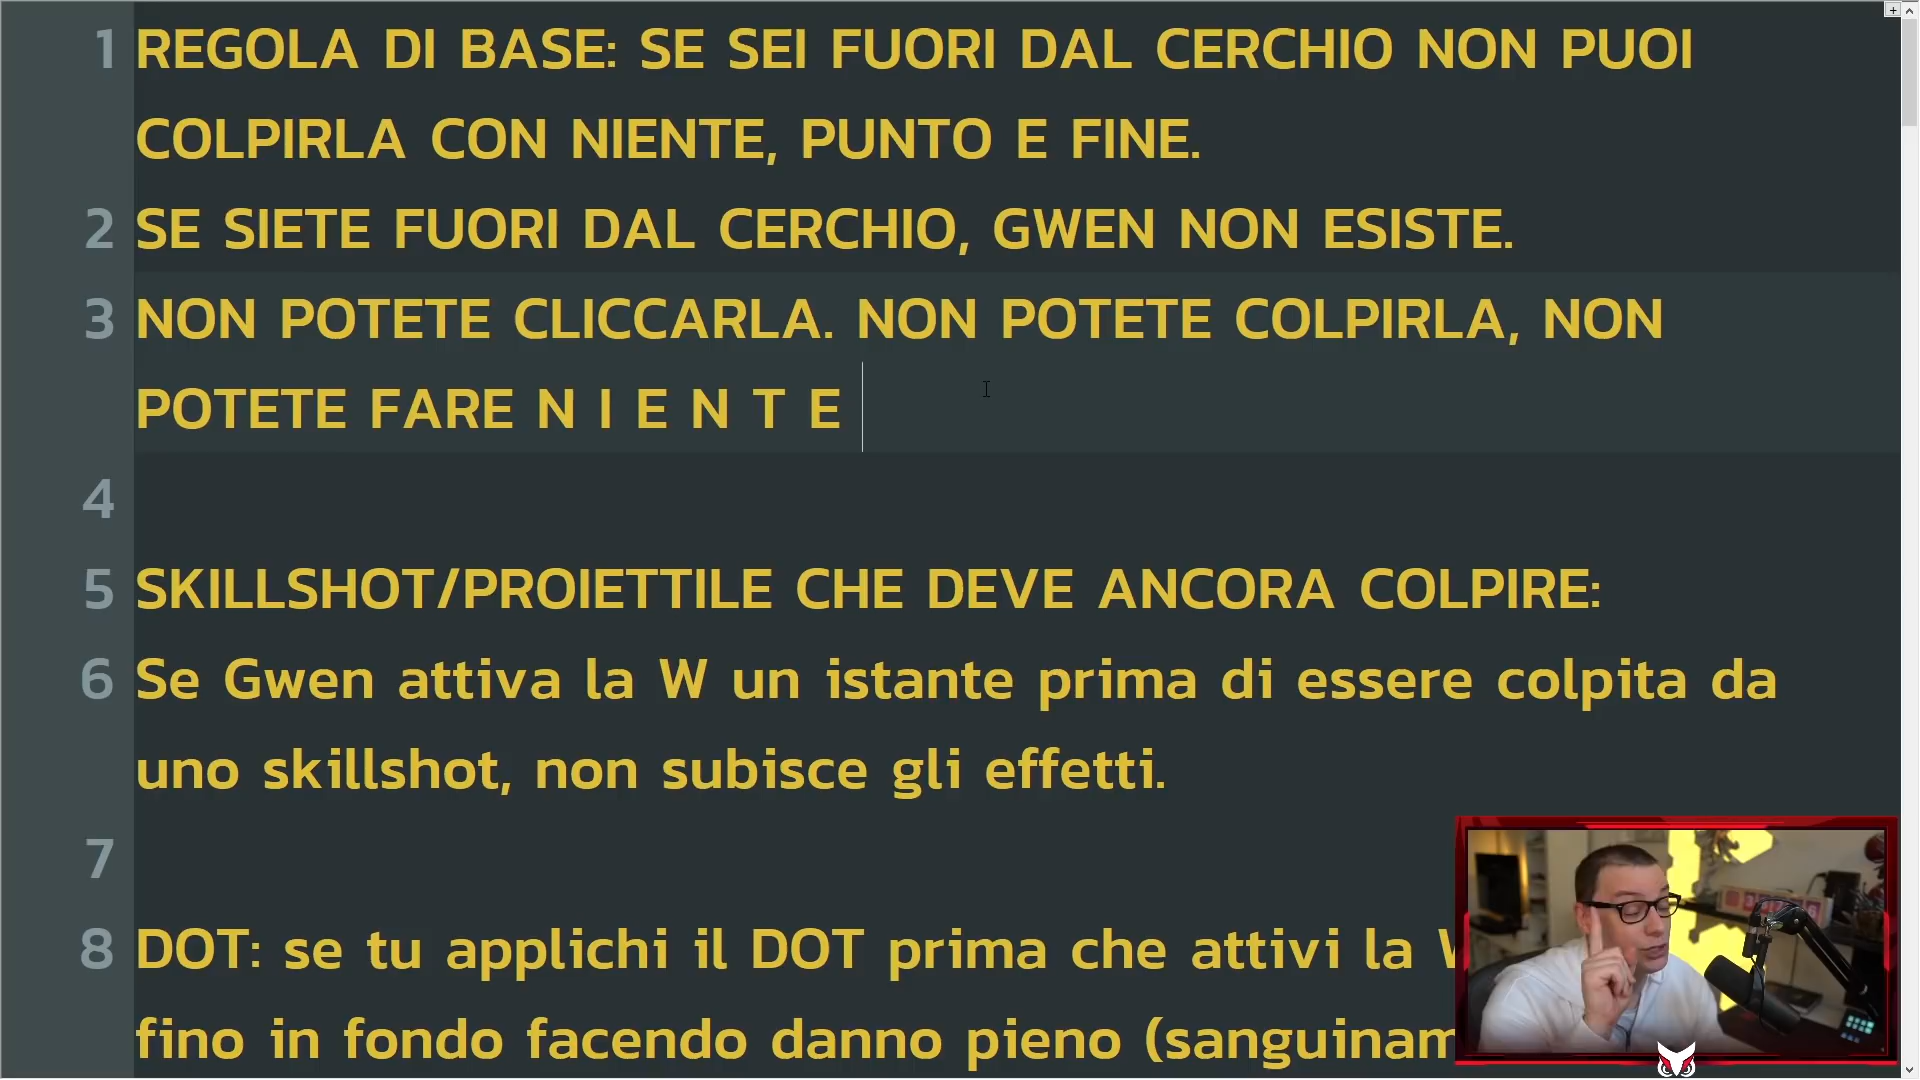 1 REGOLA DI BASE: SE SEI FUORI DAL CERCHIO NON PUOI
COLPIRLA CON NIENTE, PUNTO E FINE.
2 SE SIETE FUORI DAL CERCHIO, GWEN NON ESISTE.
3 NON POTETE CLICCARLA. NON POTETE COLPIRLA, NON
POTETE FARE N I E N T E
4
5 SKILLSHOT/PROIETTILE CHE DEVE ANCORA COLPIRE:
6 Se Gwen attiva la W un istante prima di essere colpita da
uno skillshot, non subisce gli effetti.
7
8 DOT: se tu applichi il DOT prima che attivi la
fino in fondo facendo danno pieno